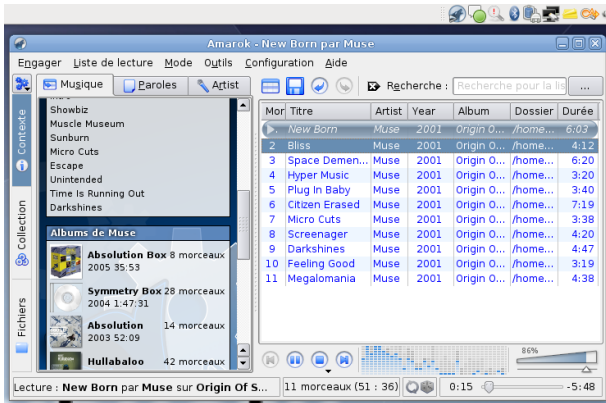 Amarok - New Born par Muse
Engager Liste de lecture Mode Outils Configuration Aide
Musique Paroles Artist
Recherche : Recherche pour la lis ...
Contexte
Collection
Fichiers
Showbiz
Muscle Museum
Sunburn
Micro Cuts
Escape
Unintended
Time Is Running Out
Darkshines
Albums de Muse
Absolution Box 8 morceaux
2005 35:53
Symmetry Box 28 morceaux
2004 1:47:31
Absolution 14 morceaux
2003 52:09
Hullabaloo 42 morceaux
Mor Titre Artist Year Album Dossier Durée
New Born Muse 2001 Origin O... /home... 6:03
2 Bliss Muse 2001 Origin O... /home... 4:12
3 Space Demen... Muse 2001 Origin O... /home... 6:20
4 Hyper Music Muse 2001 Origin O... /home... 3:20
5 Plug In Baby Muse 2001 Origin O... /home... 3:40
6 Citizen Erased Muse 2001 Origin O... /home... 7:19
7 Micro Cuts Muse 2001 Origin O... /home... 3:38
8 Screenager Muse 2001 Origin O... /home... 4:20
9 Darkshines Muse 2001 Origin O... /home... 4:47
10 Feeling Good Muse 2001 Origin O... /home... 3:19
11 Megalomania Muse 2001 Origin O... /home... 4:38
86%
Lecture : New Born par Muse sur Origin Of S... 11 morceaux (51 : 36) 0:15 -5:48